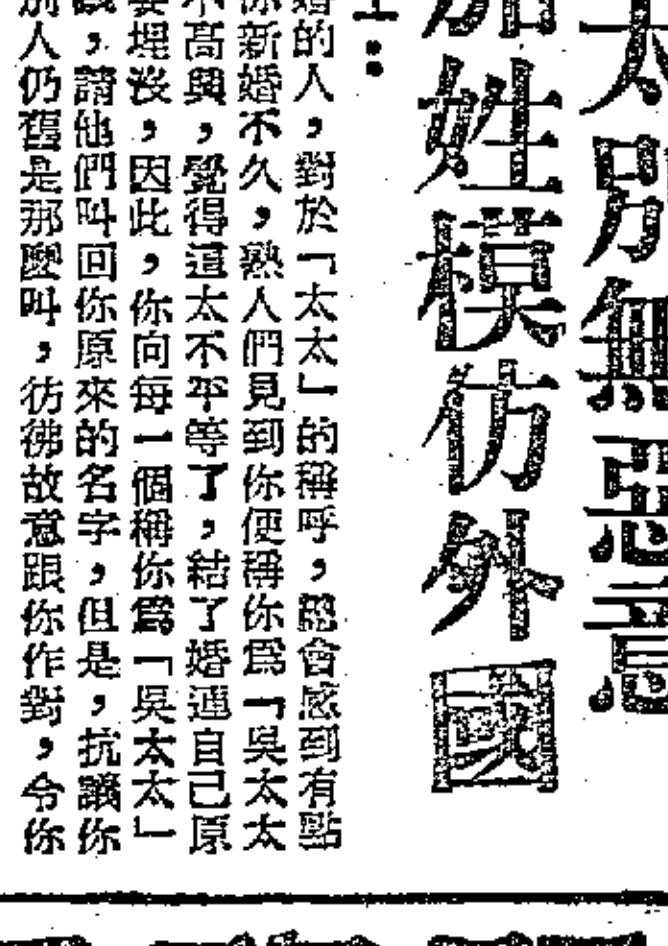 太別無惡意
加姓模仿外國
：
婚的人，對於「太太」的稱呼，總會感到有點
你新婚不久，熟人們見到你便稱你爲「吳太太
不高興，覺得這太不平等了，結了婚連自己原
要埋沒，因此，你向每一個稱你爲「吳太太」
議，請他們叫回你原來的名字，但是，抗議你
別人仍舊是那麼叫，彷彿故意跟你作對，令你